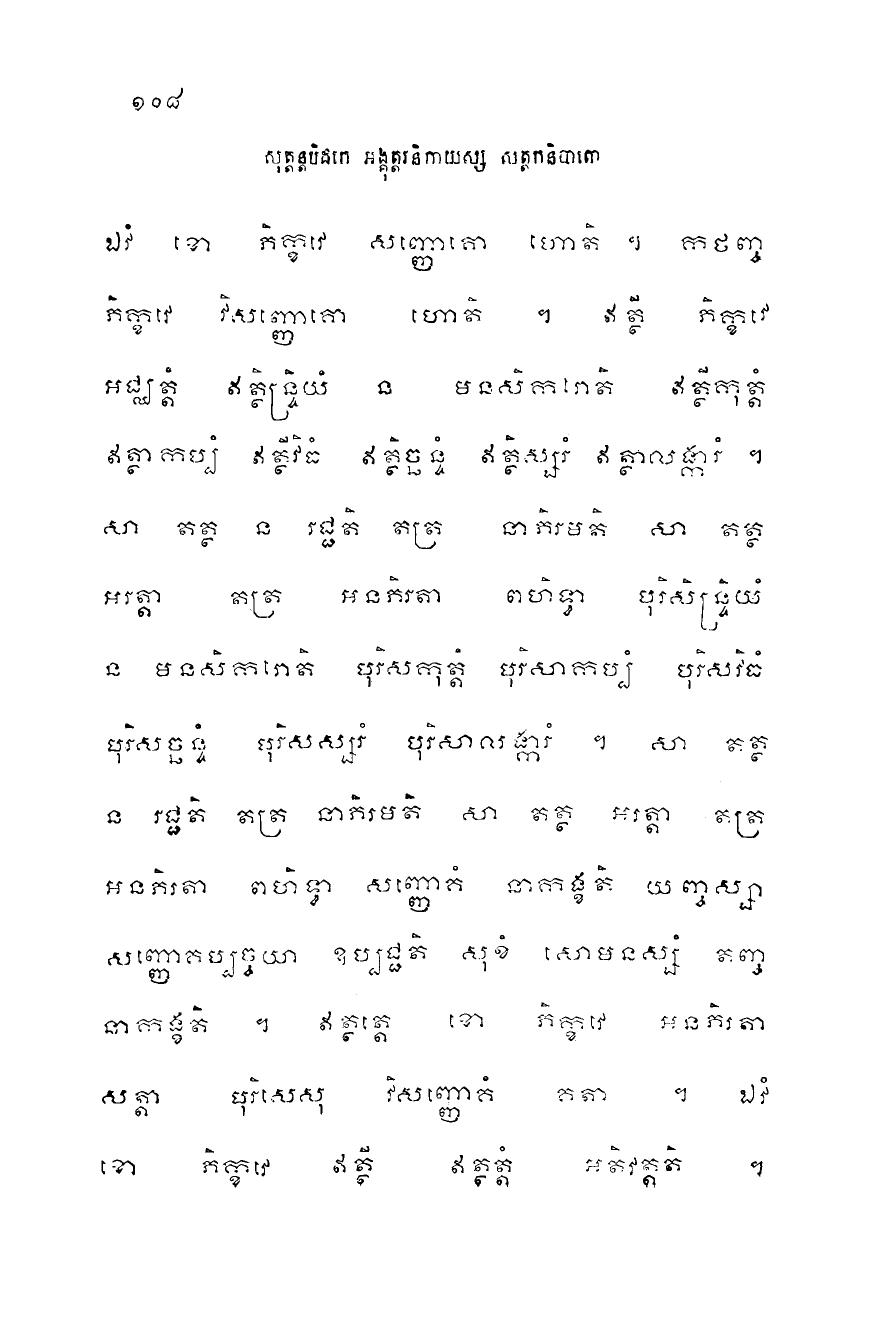 ១០៨
សុត្តន្តបិដកេ អង្គុត្តរនិកាយស្ស សត្តកនិបាតោ
ឯវំ ខោ ភិក្ខវេ សញ្ញោគោ ហោតិ ។ កថញ្ច
ភិក្ខវេ វិសញ្ញោគោ ហោតិ ។ ឥត្ថី ភិក្ខវេ
អជ្ឈត្តំ ឥត្ថិន្ទ្រិយំ ន មនសិករោតិ ឥត្ថីកុត្តំ
ឥត្ថាកប្បំ ឥត្ថីវិធំ ឥត្ថិច្ឆន្ទំ ឥត្ថិស្សរំ ឥត្ថាលង្ការំ ។
សា តត្ថ ន រជ្ជតិ តត្រ នាភិរមតិ សា តត្ថ
អរត្តា តត្រ អនភិរតា ពហិទ្ធា បុរិសិន្ទ្រិយំ
ន មនសិករោតិ បុរិសកុត្តំ បុរិសាកប្បំ បុរិសវិធំ
បុរិសច្ឆន្ទំ បុរិសស្សរំ បុរិសាលង្ការំ ។ សា តត្ថ
ន រជ្ជតិ តត្រ នាភិរមតិ សា តត្ថ អរត្តា តត្រ
អនភិរតា ពហិទ្ធា សញ្ញោគំ នាកង្ខតិ យញ្ចស្សា
សញ្ញោគប្បច្ចយា ឧប្បជ្ជតិ សុខំ សោមនស្សំ តញ្ច
នាកង្ខតិ ។ ឥត្ថត្តេ ខោ ភិក្ខវេ អនភិរតា
សត្តា បុរិសេសុ វិសញ្ញោគំ គតា ។ ឯវំ
ខោ ភិក្ខវេ ឥត្ថី ឥត្ថត្តំ អតិវត្តតិ ។